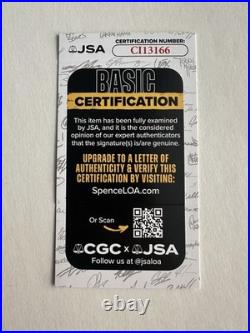 JSA
CERTIFICATION NUMBER:
CI13166
BASIC
CERTIFICATION
This item has been fully examined
by JSA, and it is the considered
opinion of our expert authenticators
that the signature(s) is/are genuine.
UPGRADE TO A LETTER OF
AUTHENTICITY & VERIFY THIS
CERTIFICATION BY VISITING:
SpenceLOA.com
Or Scan
CGC x JSA
Follow us at @jsaloa